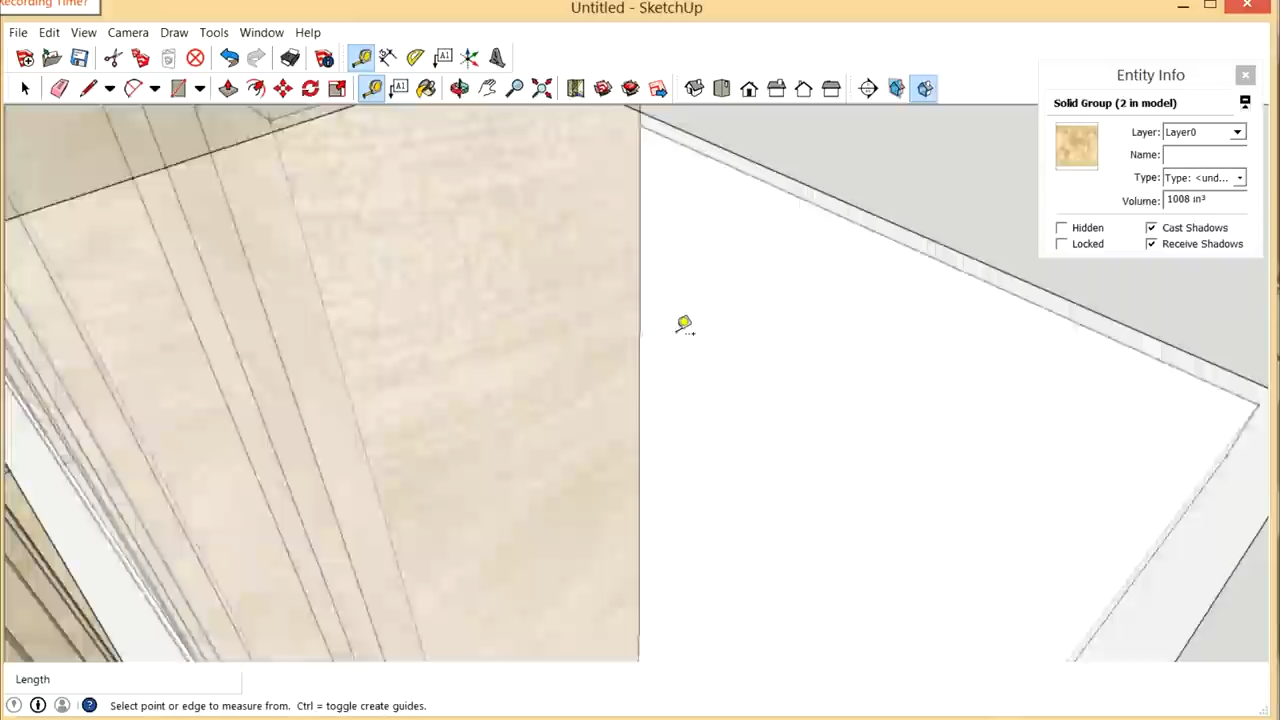 Recording Time?
Untitled - SketchUp
File Edit View Camera Draw Tools Window Help
A1
A1
Entity Info
Solid Group (2 in model)
Layer: Layer0
Name:
Type: Type: <und...
Volume: 1008 in³
Hidden Cast Shadows
Locked Receive Shadows
Length
Select point or edge to measure from. Ctrl = toggle create guides.